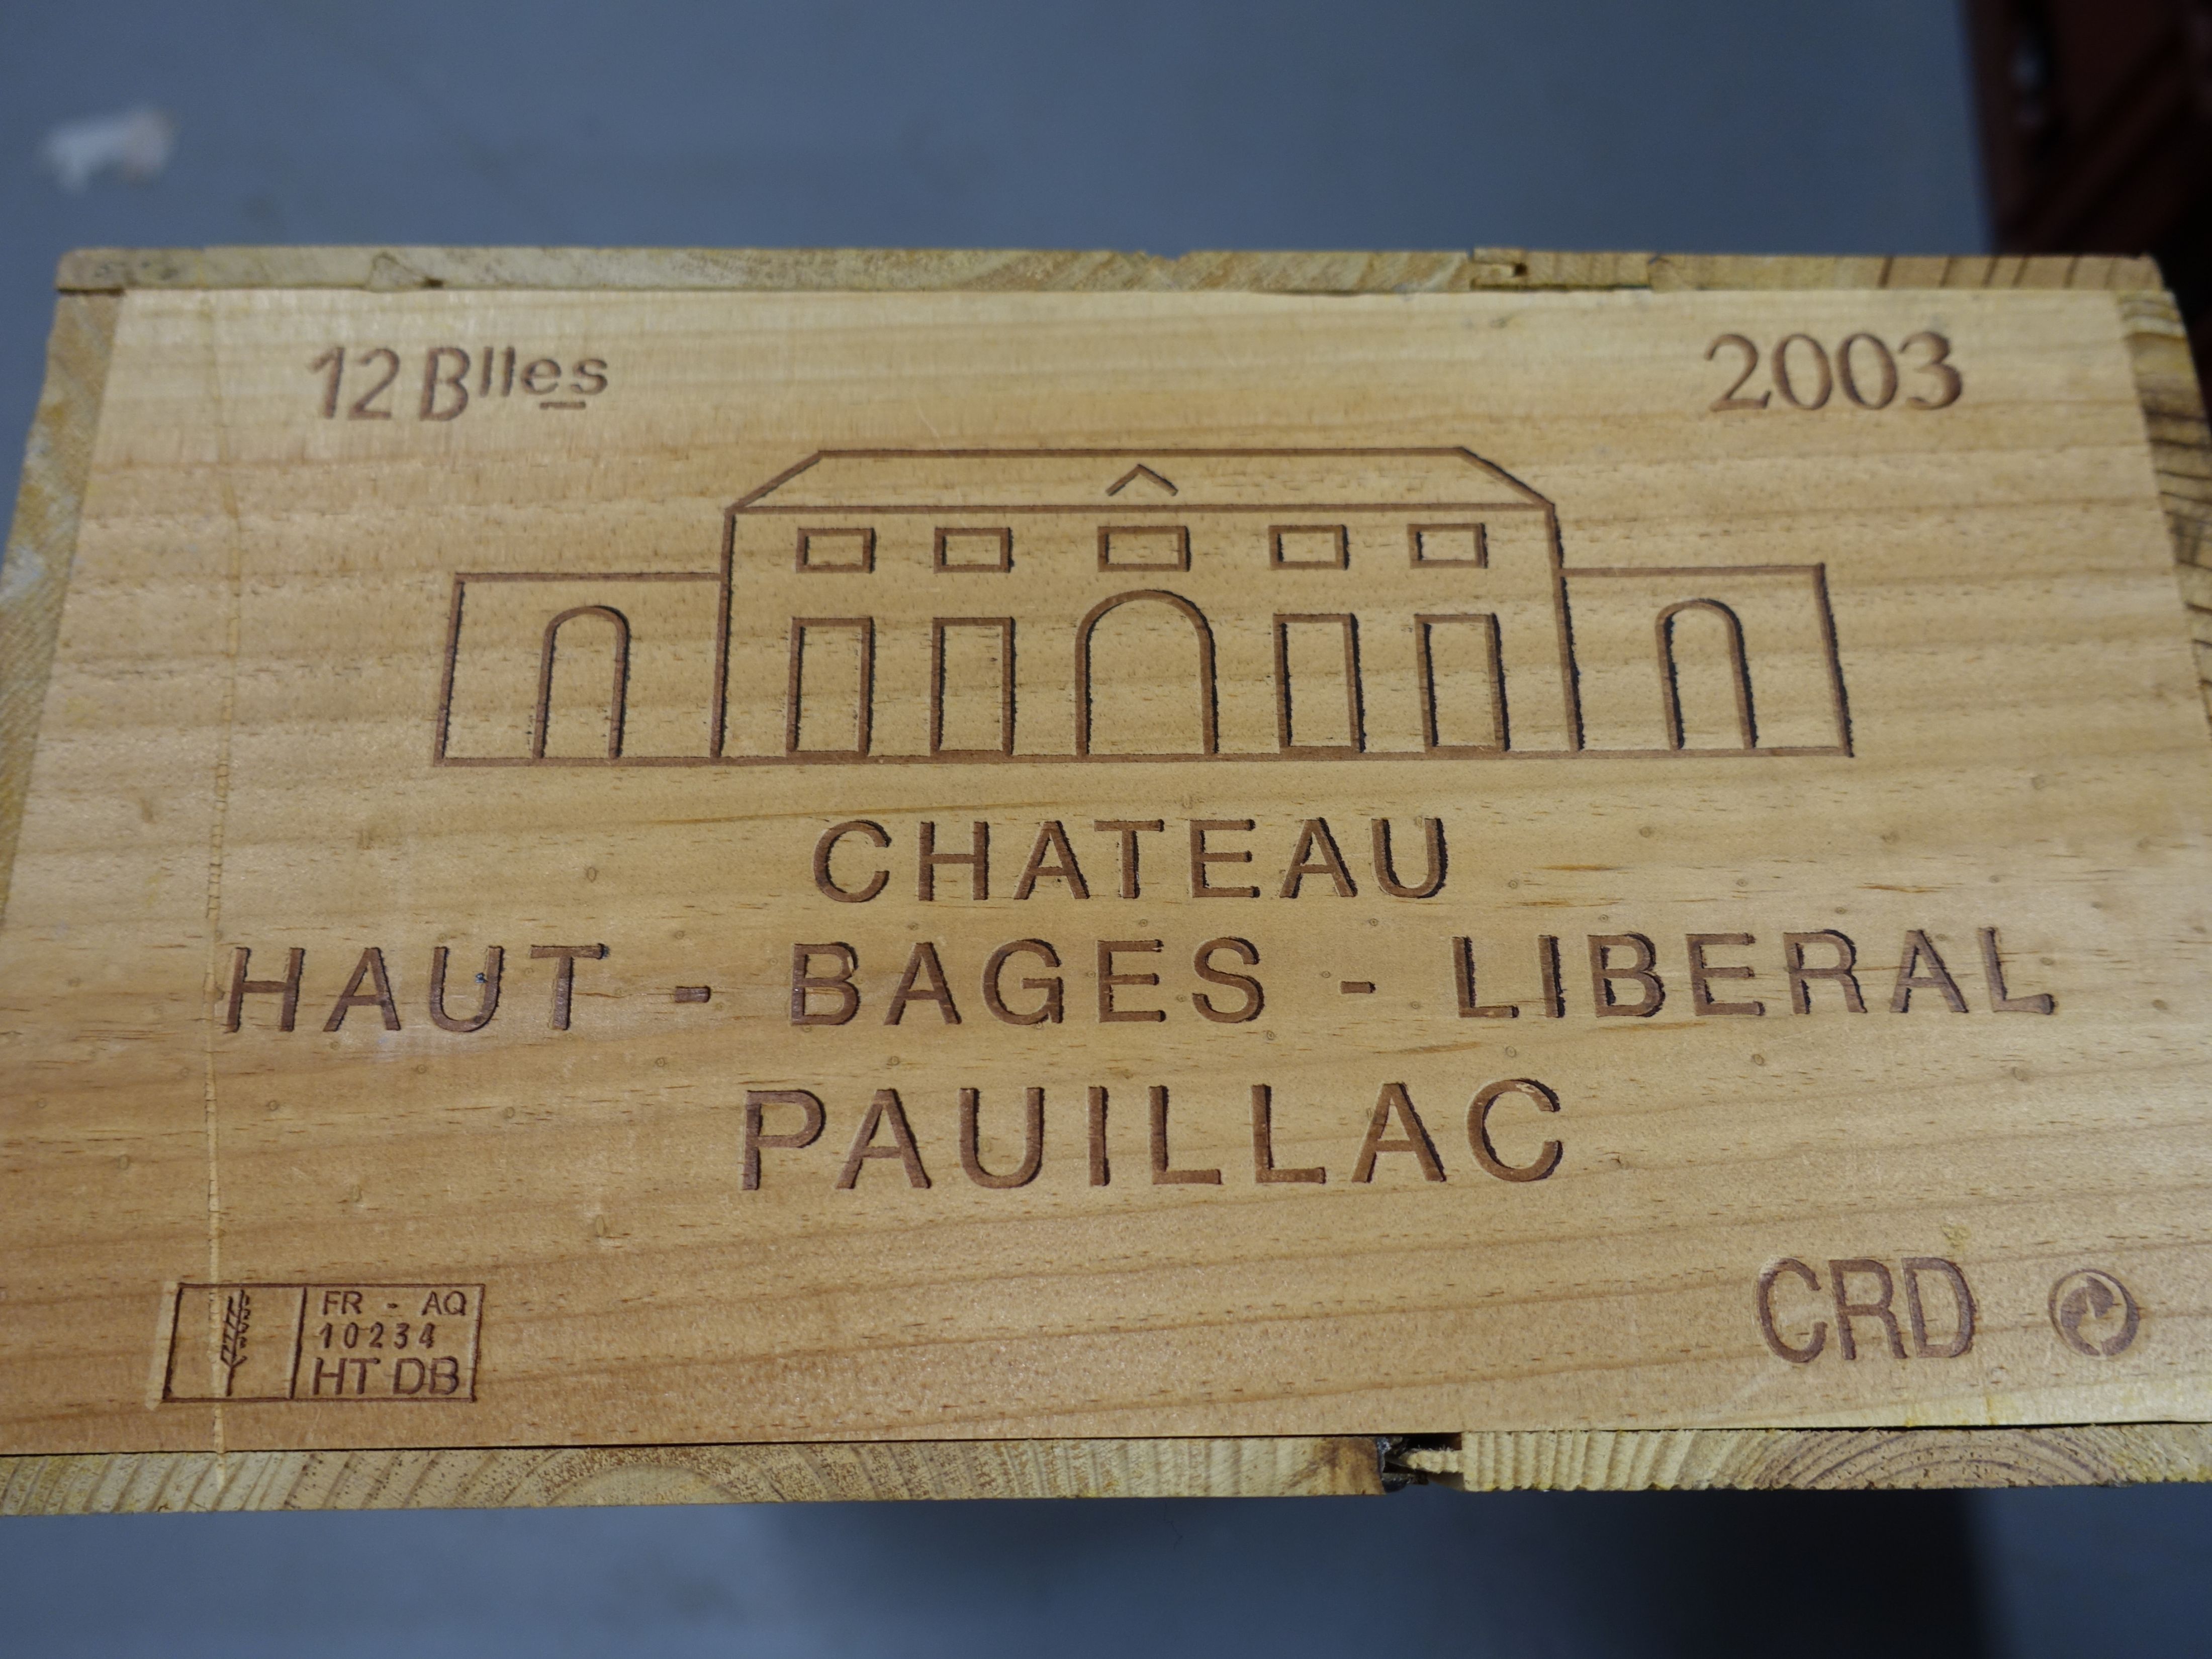 12 Blles
2003
CHATEAU
HAUT - BAGES - LIBERAL
PAUILLAC
FR - AQ
10234
HT DB
CRD